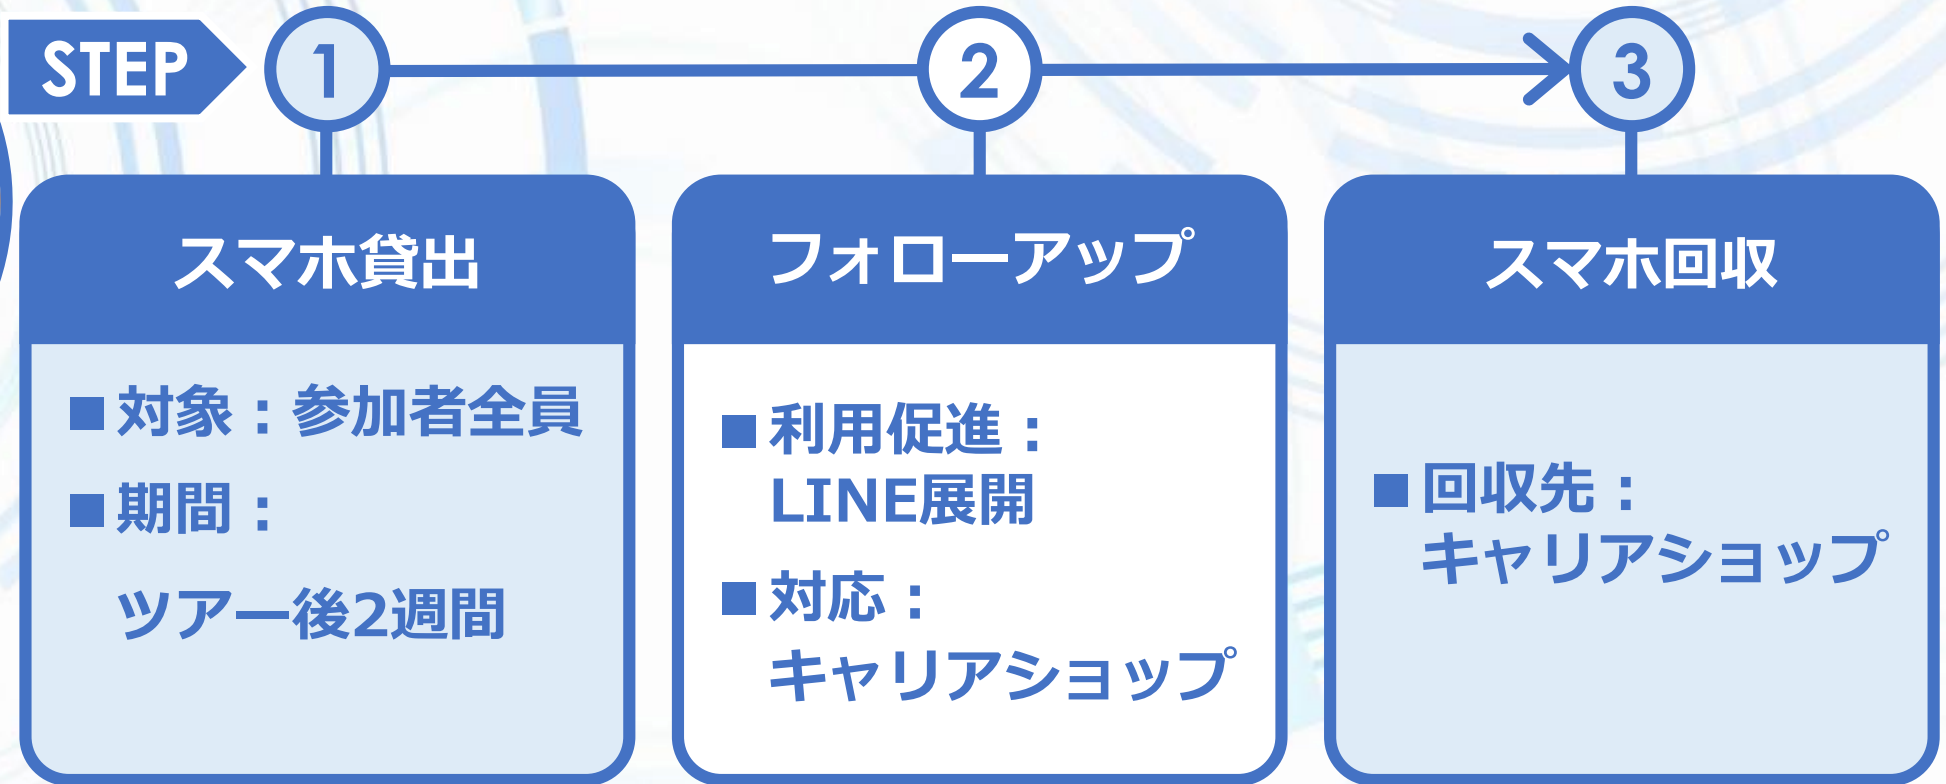 STEP
1
2
3
スマホ貸出
■対象：参加者全員
■期間：
ツアー後2週間
フォローアップ
■利用促進：
LINE展開
■対応：
キャリアショップ
スマホ回収
■回収先：
キャリアショップ